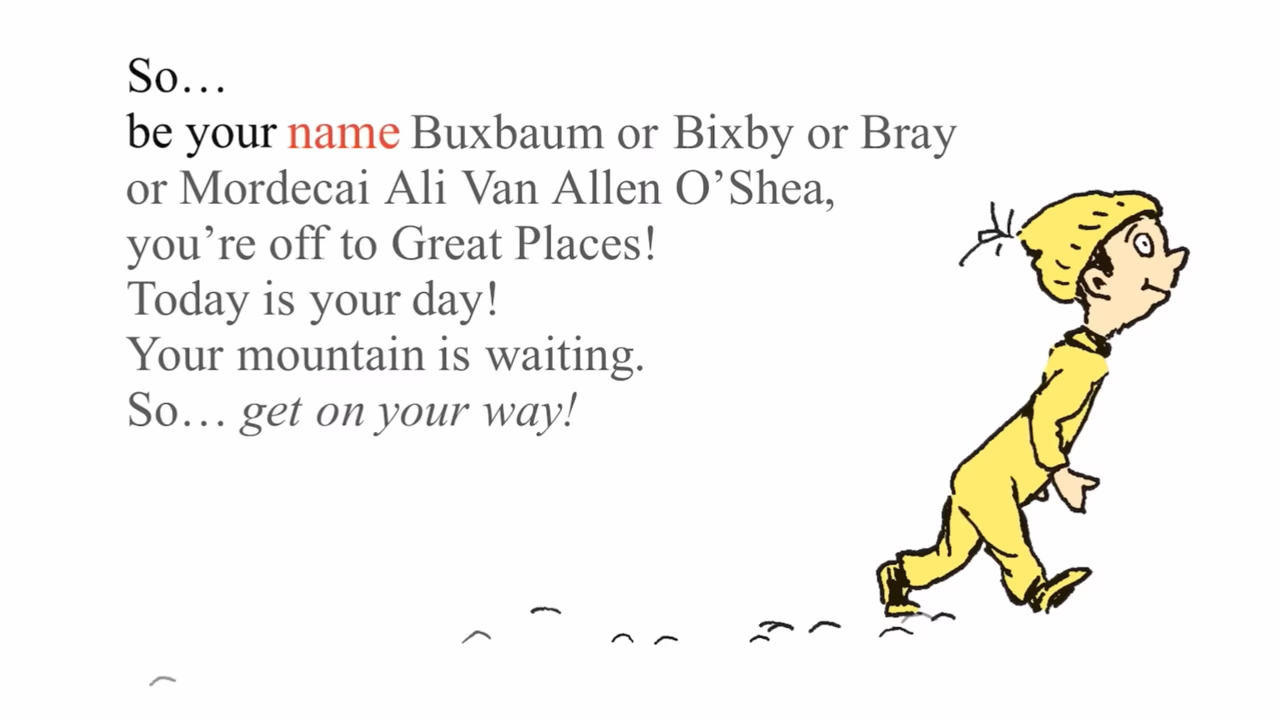 So…
be your name Buxbaum or Bixby or Bray
or Mordecai Ali Van Allen O’Shea,
you’re off to Great Places!
Today is your day!
Your mountain is waiting.
So… get on your way!